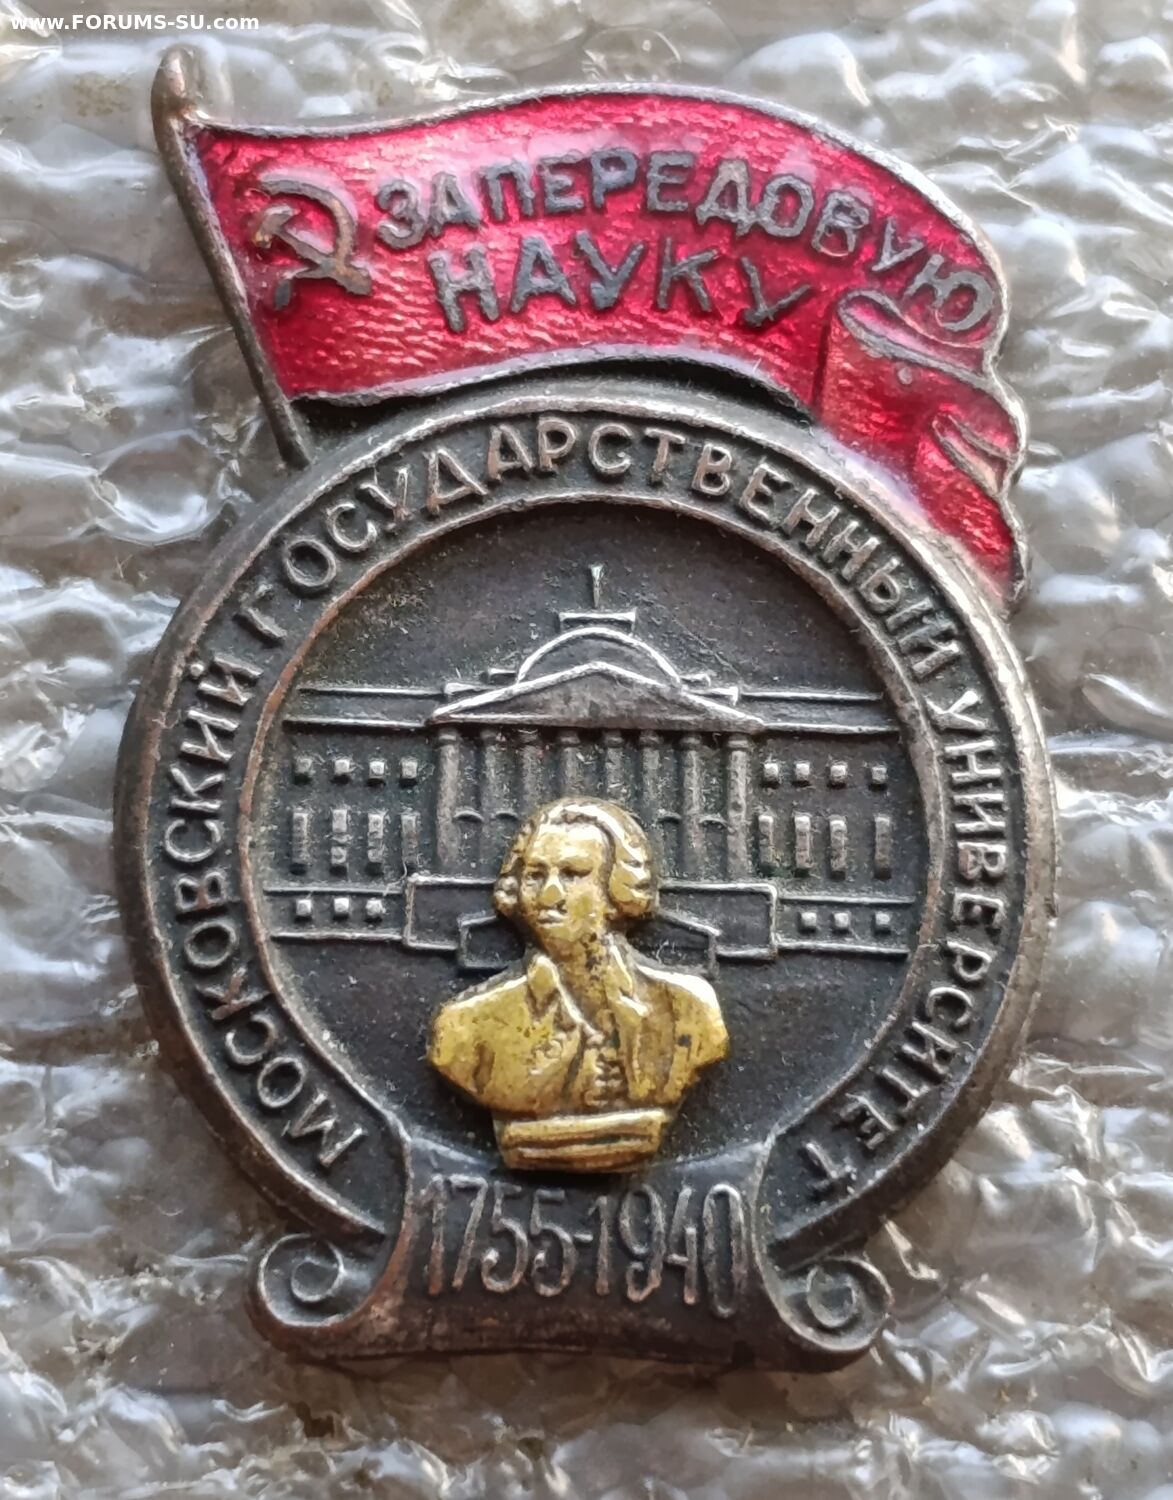 www.FORUMS-SU.com
ЗА ПЕРЕДОВУЮ
НАУКУ
МОСКОВСКИЙ ГОСУДАРСТВЕННЫЙ УНИВЕРСИТЕТ
1755-1940